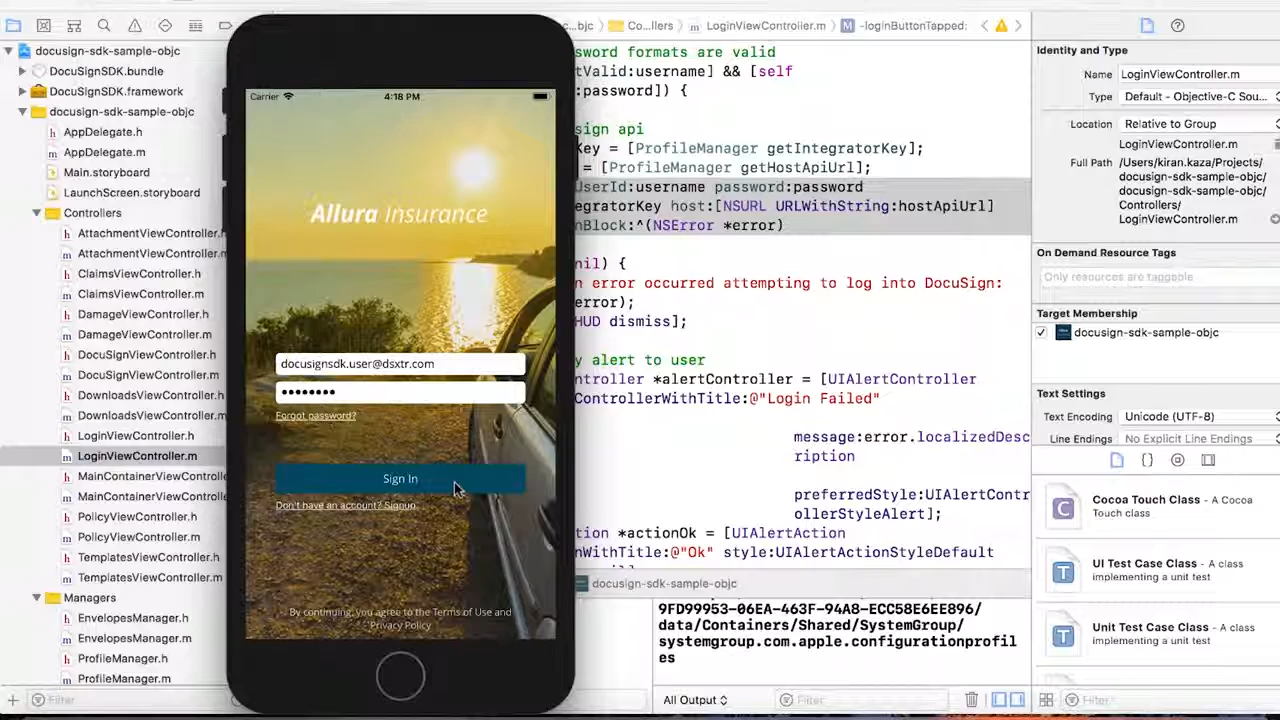 docusign-sdk-sample-objc
DocuSignSDK.bundle
DocuSignSDK.framework
docusign-sdk-sample-objc
AppDelegate.h
AppDelegate.m
Main.storyboard
LaunchScreen.storyboard
Controllers
AttachmentViewController.h
AttachmentViewController.m
ClaimsViewController.h
ClaimsViewController.m
DamageViewController.h
DamageViewController.m
DocuSignViewController.h
DocuSignViewController.m
DownloadsViewController.h
DownloadsViewController.m
LoginViewController.h
LoginViewController.m
MainContainerViewControlle
MainContainerViewControlle
PolicyViewController.h
PolicyViewController.m
TemplatesViewController.h
TemplatesViewController.m
Managers
EnvelopesManager.h
EnvelopesManager.m
ProfileManager.h
ProfileManager.m
Filter
Carrier 4:18 PM
Allura Insurance
docusignsdk.user@dsxtr.com
••••••••
Forgot password?
Sign In
Don't have an account? Signup.
By continuing, you agree to the Terms of Use and
Privacy Policy
...bjc Co...llers LoginViewController.m M -loginButtonTapped:
sword formats are valid
tValid:username] && [self
:password]) {
sign api
Key = [ProfileManager getIntegratorKey];
= [ProfileManager getHostApiUrl];
UserId:username password:password
egratorKey host:[NSURL URLWithString:hostApiUrl]
nBlock:^(NSError *error)
nil) {
n error occurred attempting to log into DocuSign:
error);
HUD dismiss];
y alert to user
ontroller *alertController = [UIAlertController
ControllerWithTitle:@"Login Failed"
message:error.localizedDesc
ription
preferredStyle:UIAlertContr
ollerStyleAlert];
tion *actionOk = [UIAlertAction
nWithTitle:@"Ok" style:UIAlertActionStyleDefault
docusign-sdk-sample-objc
9FD99953-06EA-463F-94A8-ECC58E6EE896/
data/Containers/Shared/SystemGroup/
systemgroup.com.apple.configurationprofil
es
All Output
Filter
Identity and Type
Name LoginViewController.m
Type Default - Objective-C Sou...
Location Relative to Group
LoginViewController.m
Full Path /Users/kiran.kaza/Projects/
docusign-sdk-sample-objc/
docusign-sdk-sample-objc/
Controllers/
LoginViewController.m
On Demand Resource Tags
Only resources are taggable
Target Membership
docusign-sdk-sample-objc
Text Settings
Text Encoding Unicode (UTF-8)
Line Endings No Explicit Line Endings
C Cocoa Touch Class - A Cocoa
Touch class
T UI Test Case Class - A class
implementing a unit test
T Unit Test Case Class - A class
implementing a unit test
Filter